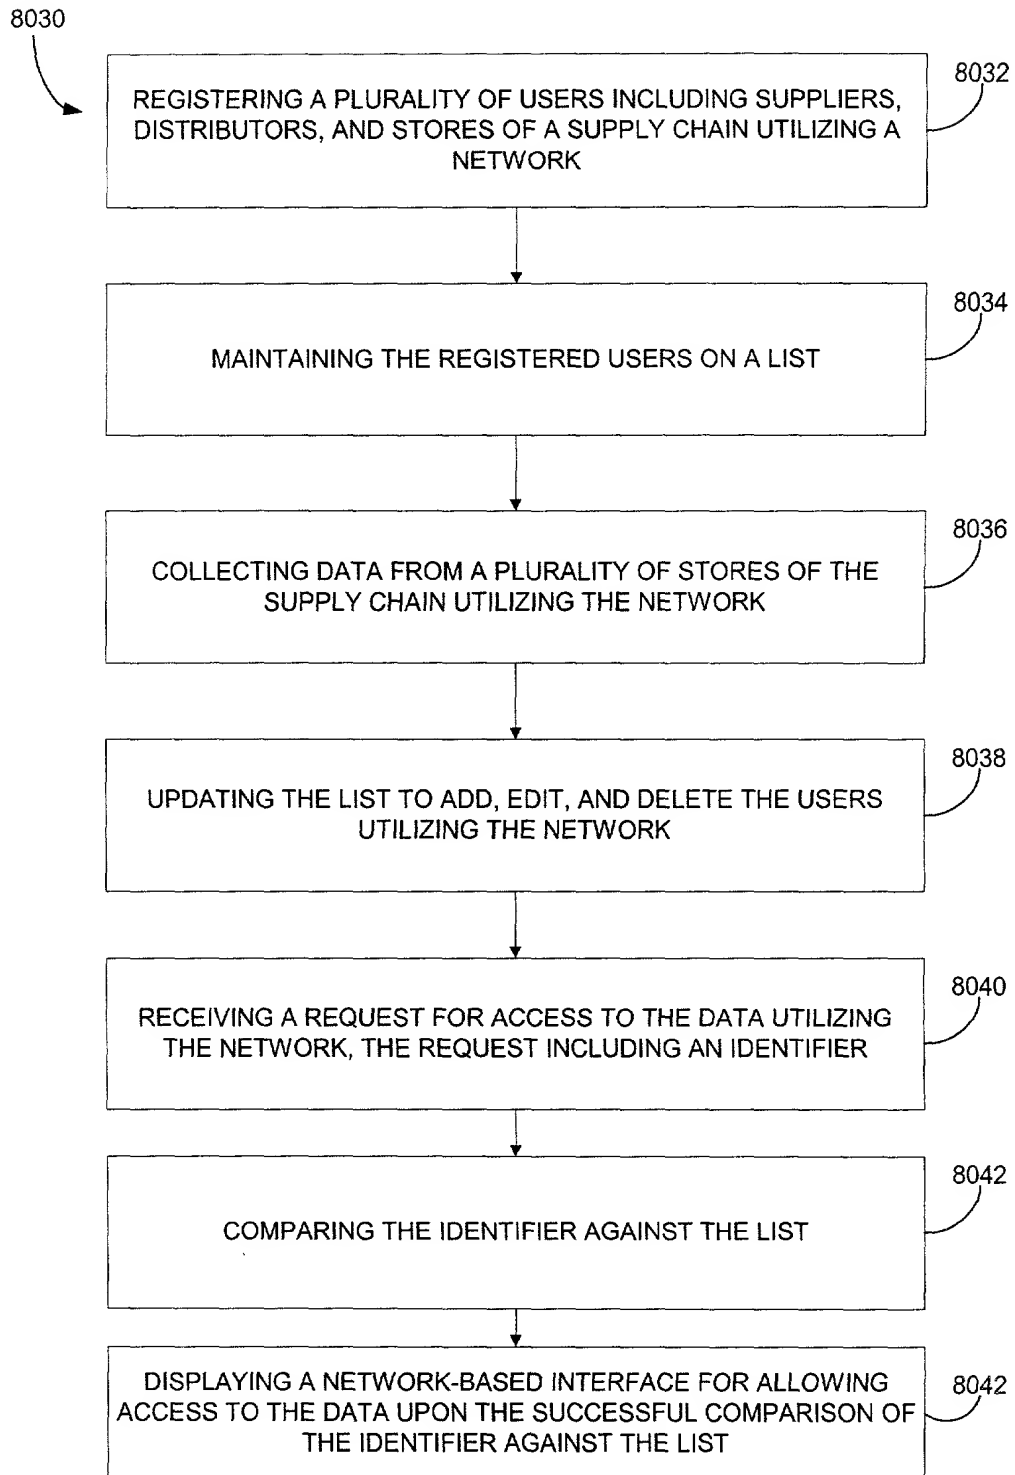 8030
8032
REGISTERING A PLURALITY OF USERS INCLUDING SUPPLIERS,
DISTRIBUTORS, AND STORES OF A SUPPLY CHAIN UTILIZING A
NETWORK
8034
MAINTAINING THE REGISTERED USERS ON A LIST
8036
COLLECTING DATA FROM A PLURALITY OF STORES OF THE
SUPPLY CHAIN UTILIZING THE NETWORK
8038
UPDATING THE LIST TO ADD, EDIT, AND DELETE THE USERS
UTILIZING THE NETWORK
8040
RECEIVING A REQUEST FOR ACCESS TO THE DATA UTILIZING
THE NETWORK, THE REQUEST INCLUDING AN IDENTIFIER
8042
COMPARING THE IDENTIFIER AGAINST THE LIST
8042
DISPLAYING A NETWORK-BASED INTERFACE FOR ALLOWING
ACCESS TO THE DATA UPON THE SUCCESSFUL COMPARISON OF
THE IDENTIFIER AGAINST THE LIST